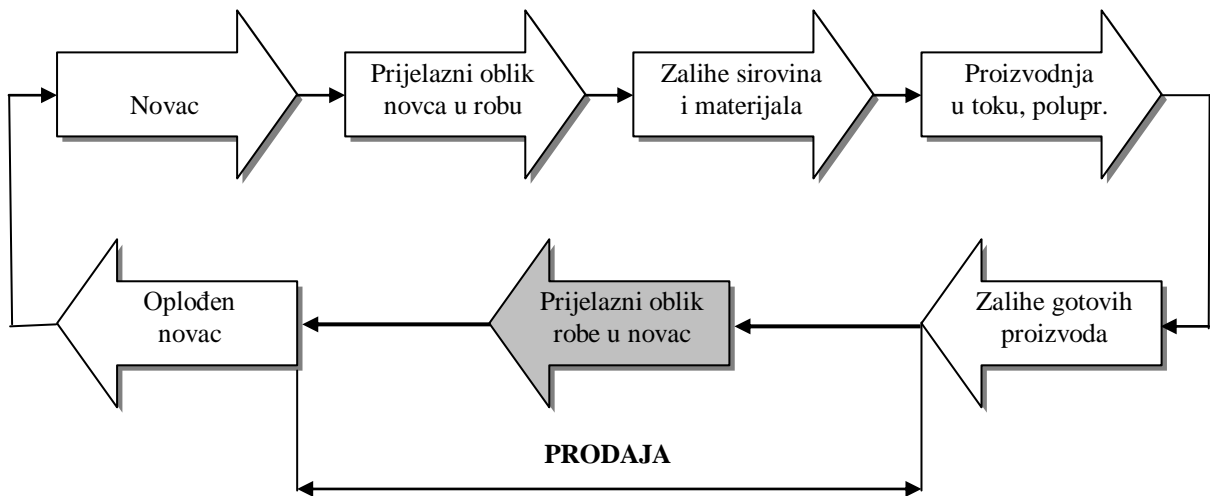 Novac
Prijelazni oblik
novca u robu
Zalihe sirovina
i materijala
Proizvodnja
u toku, polupr.
Oplođen
novac
Prijelazni oblik
robe u novac
Zalihe gotovih
proizvoda
PRODAJA